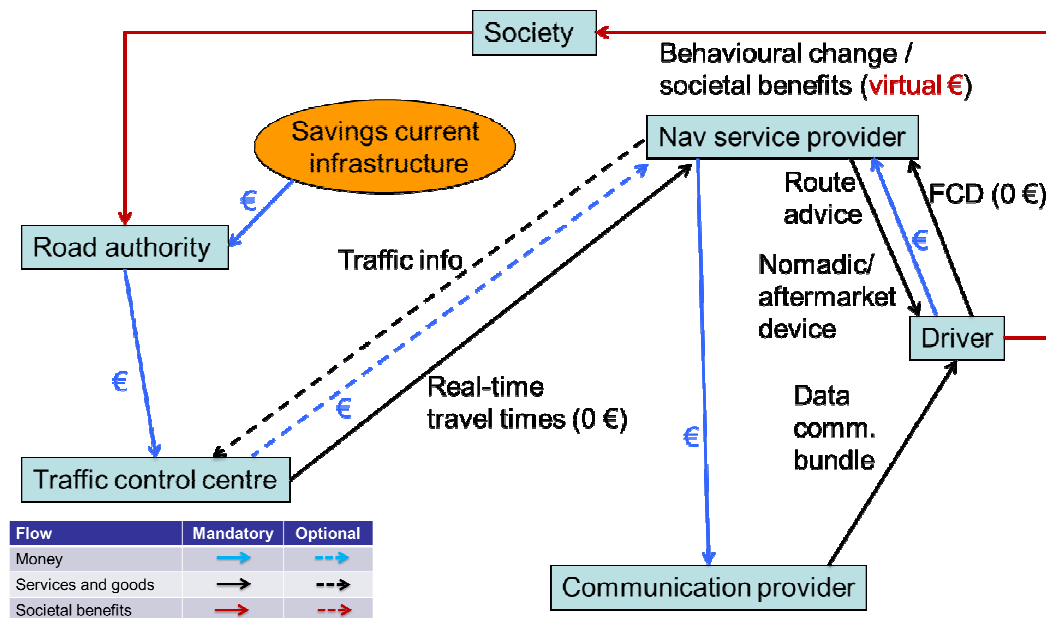 Society
Behavioural change /
societal benefits (virtual €)
Savings current
infrastructure
Nav service provider
€
Route
advice
FCD (0 €)
Road authority
€
Traffic info
Nomadic/
aftermarket
device
Driver
€
Real-time
travel times (0 €)
€
€
Data
comm.
bundle
Traffic control centre
Flow Mandatory Optional
Money
Services and goods
Societal benefits
Communication provider